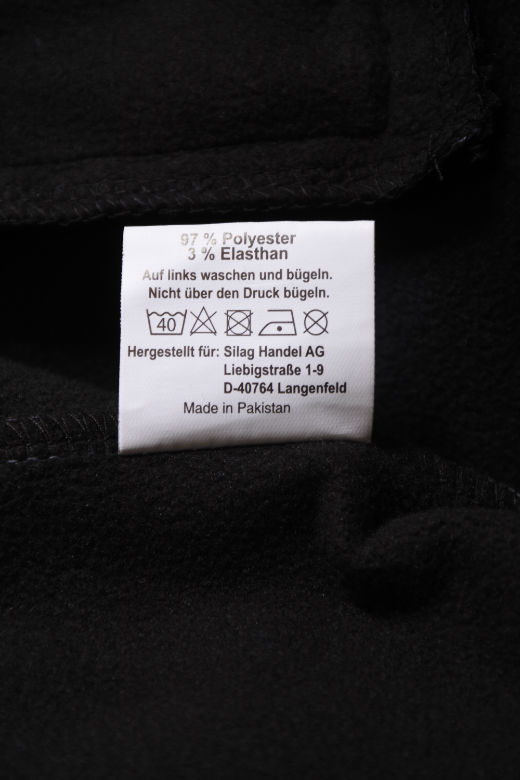 97 % Polyester
3 % Elasthan
Auf links waschen und bügeln.
Nicht über den Druck bügeln.
40
Hergestellt für: Silag Handel AG
Liebigstraße 1-9
D-40764 Langenfeld
Made in Pakistan